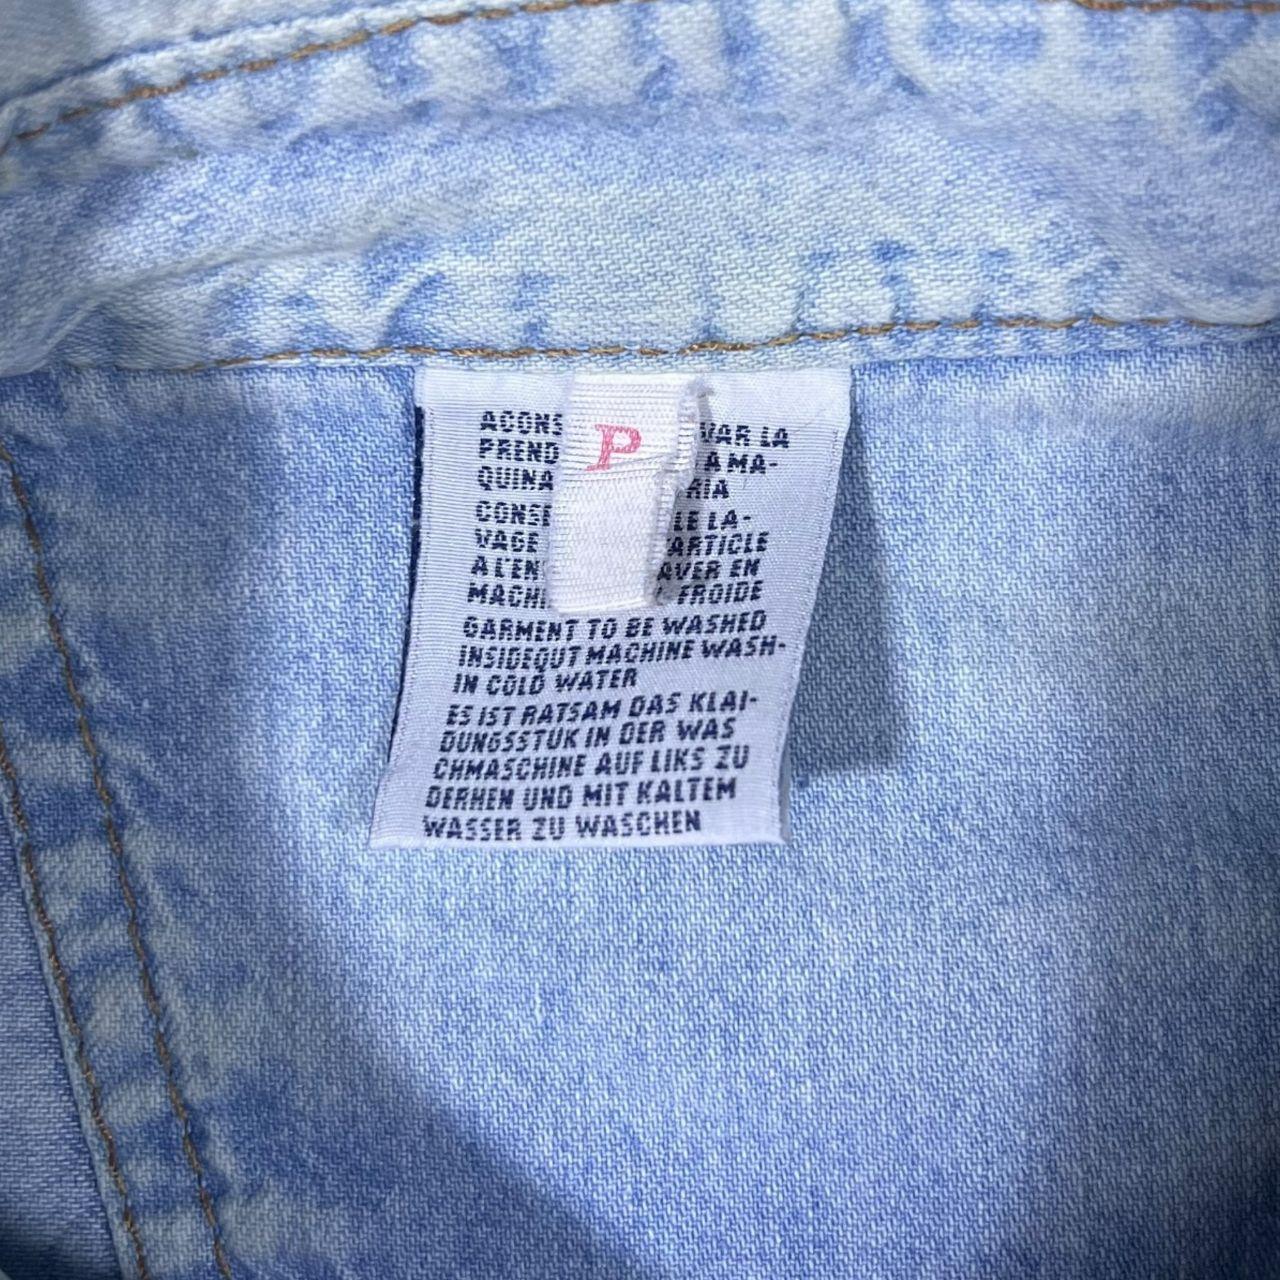 P
ACONS VAR LA
PREND A MA-
QUINA RIA
CONSE LE LA-
VAGE ARTICLE
A L'EN AVER EN
MACHI FROIDE
GARMENT TO BE WASHED
INSIDEOUT MACHINE WASH-
IN COLD WATER
ES IST RATSAM DAS KLAI-
DUNGSSTUK IN DER WAS
CHMASCHINE AUF LIKS ZU
DERHEN UND MIT KALTEM
WASSER ZU WASCHEN